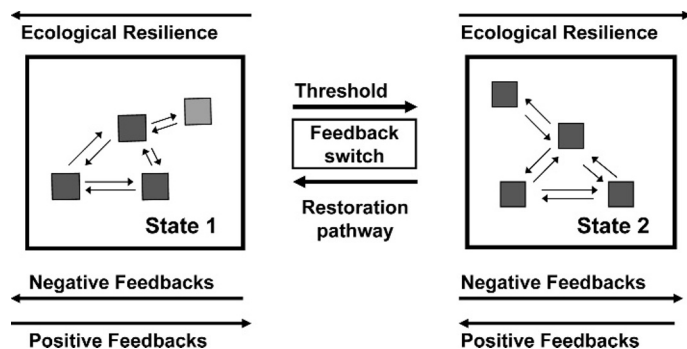 Ecological Resilience
Ecological Resilience
Threshold
Feedback
switch
Restoration
pathway
State 1
State 2
Negative Feedbacks
Negative Feedbacks
Positive Feedbacks
Positive Feedbacks